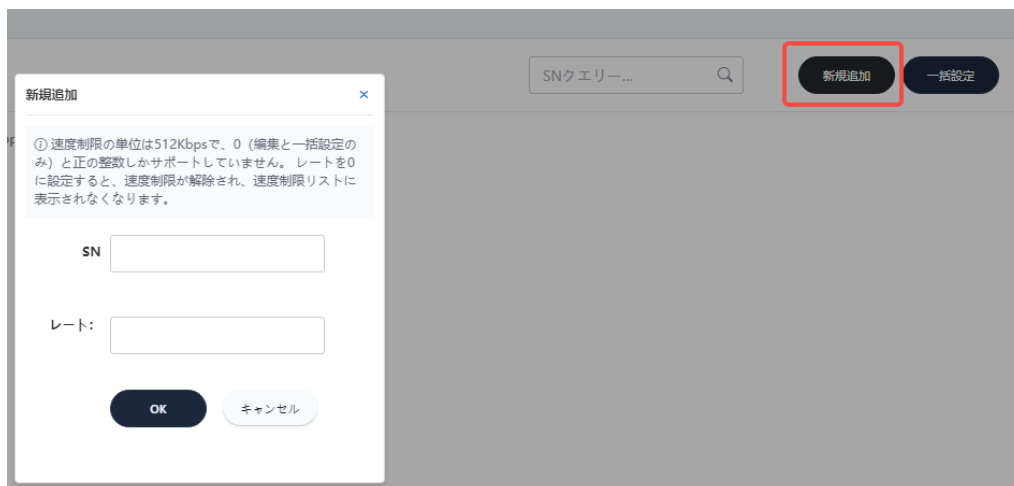 SNクエリー...
新規追加
一括設定
新規追加
×
ⓘ 速度制限の単位は512Kbpsで、0（編集と一括設定の
み）と正の整数しかサポートしていません。 レートを0
に設定すると、速度制限が解除され、速度制限リストに
表示されなくなります。
SN
レート:
OK
キャンセル